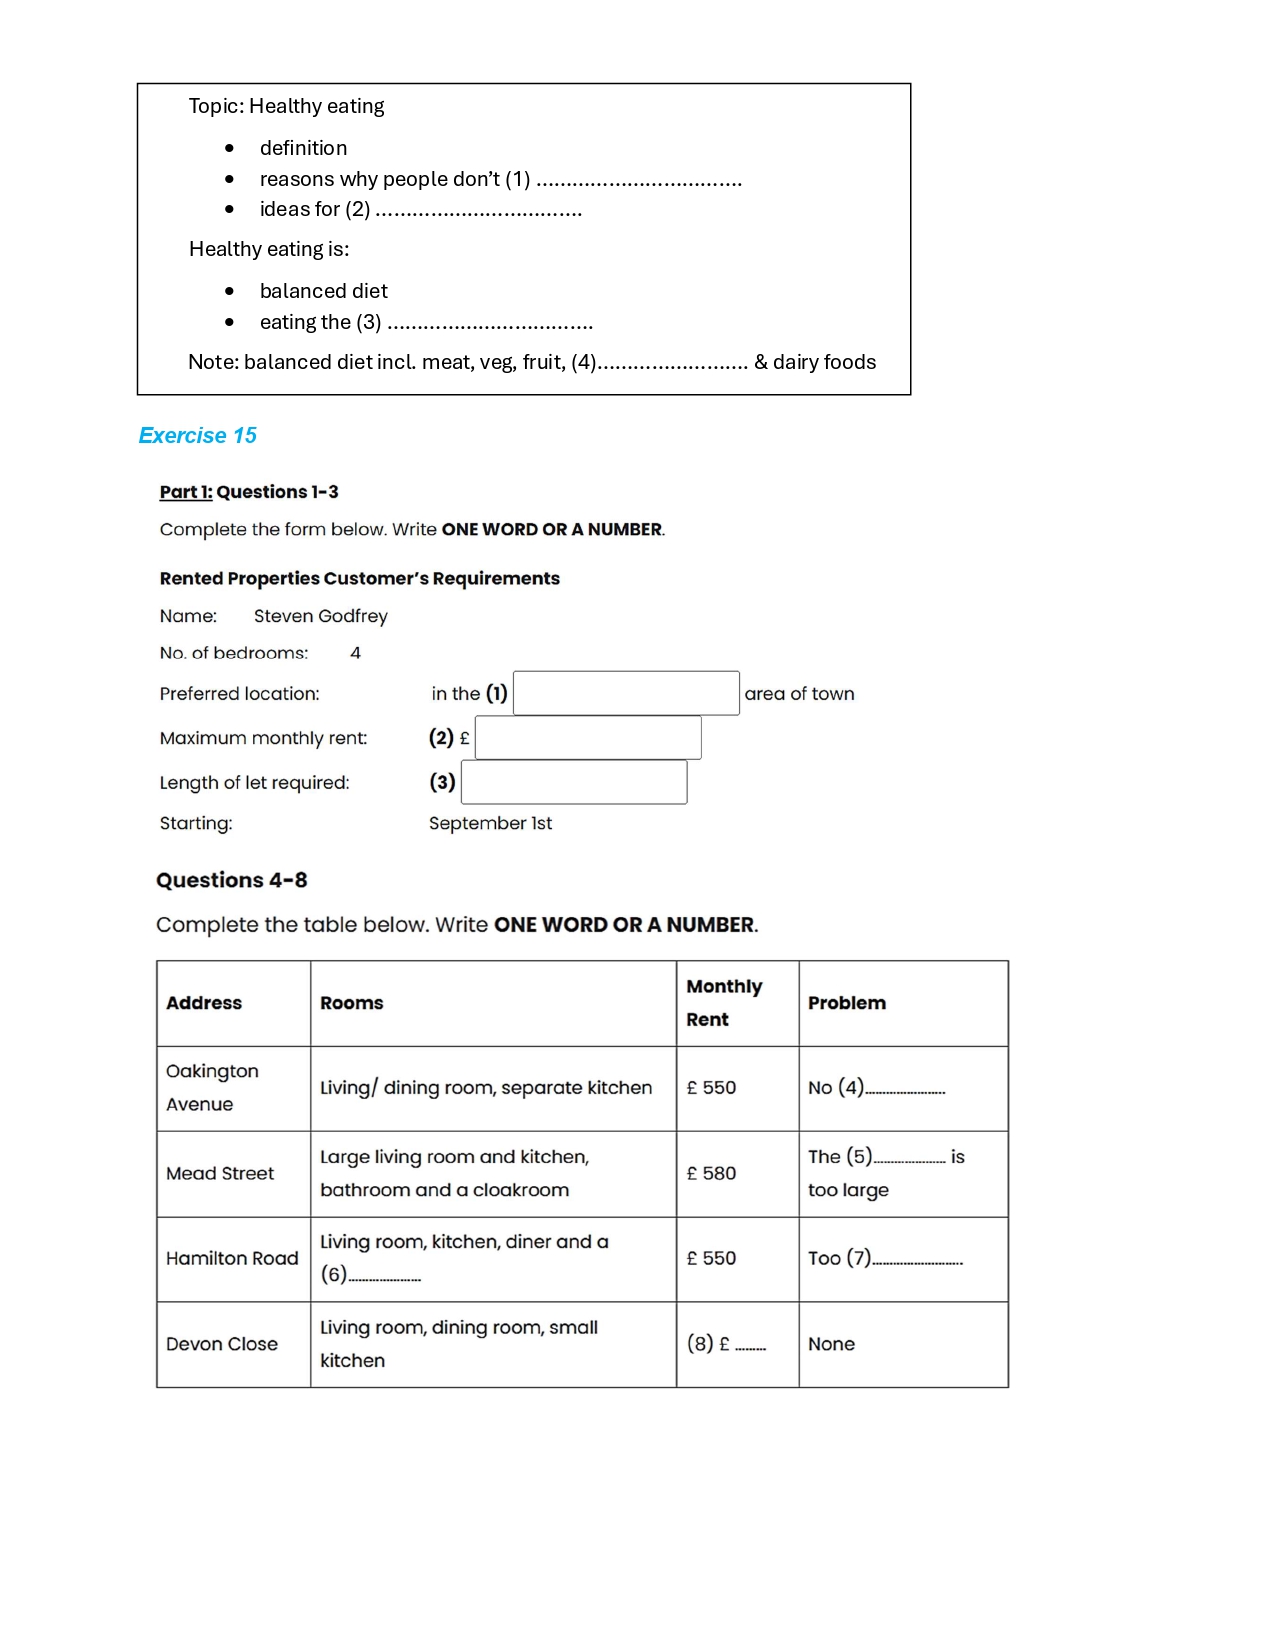 Topic: Healthy eating
• definition
• reasons why people don’t (1) ……………………………..
• ideas for (2) ……………………………..
Healthy eating is:
• balanced diet
• eating the (3) ……………………………..
Note: balanced diet incl. meat, veg, fruit, (4)…………………….. & dairy foods
Exercise 15
Part 1: Questions 1-3
Complete the form below. Write ONE WORD OR A NUMBER.
Rented Properties Customer’s Requirements
Name: Steven Godfrey
No. of bedrooms: 4
Preferred location: in the (1) area of town
Maximum monthly rent: (2) £
Length of let required: (3)
Starting: September 1st
Questions 4-8
Complete the table below. Write ONE WORD OR A NUMBER.
Address Rooms Monthly Rent Problem
Oakington Avenue Living/ dining room, separate kitchen £ 550 No (4)......................
Mead Street Large living room and kitchen, bathroom and a cloakroom £ 580 The (5).................... is too large
Hamilton Road Living room, kitchen, diner and a (6).................... £ 550 Too (7).........................
Devon Close Living room, dining room, small kitchen (8) £ ......... None